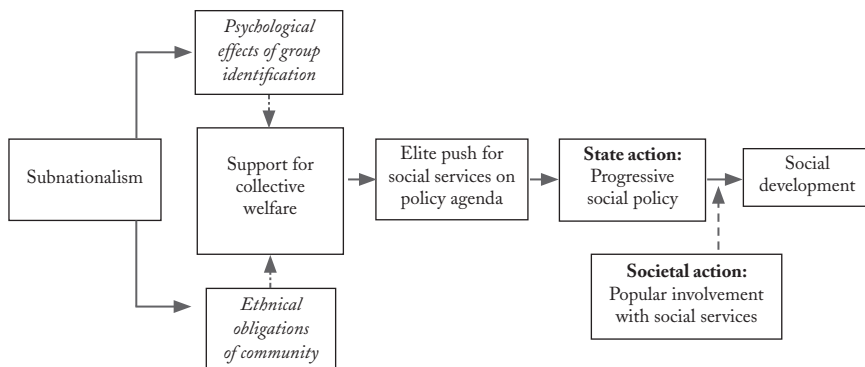 Psychological
effects of group
identification
Subnationalism
Support for
collective
welfare
Ethnical
obligations
of community
Elite push for
social services on
policy agenda
State action:
Progressive
social policy
Social
development
Societal action:
Popular involvement
with social services